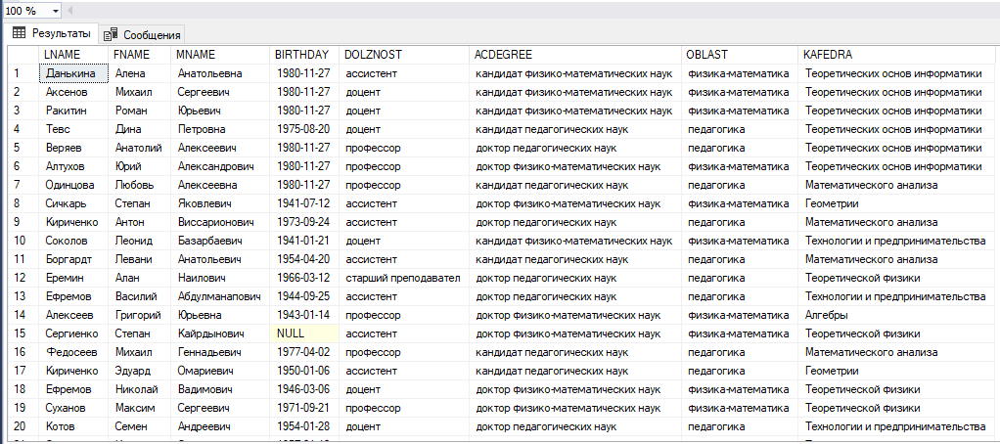 100 %
Результаты Сообщения
LNAME FNAME MNAME BIRTHDAY DOLZNOST ACDEGREE OBLAST KAFEDRA
1 Данькина Алена Анатольевна 1980-11-27 ассистент кандидат физико-математических наук физика-математика Теоретических основ информатики
2 Аксенов Михаил Сергеевич 1980-11-27 доцент кандидат физико-математических наук физика-математика Теоретических основ информатики
3 Ракитин Роман Юрьевич 1980-11-27 доцент кандидат физико-математических наук физика-математика Теоретических основ информатики
4 Тевс Дина Петровна 1975-08-20 доцент кандидат педагогических наук педагогика Теоретических основ информатики
5 Веряев Анатолий Алексеевич 1980-11-27 профессор доктор педагогических наук педагогика Теоретических основ информатики
6 Алтухов Юрий Александрович 1980-11-27 профессор доктор физико-математических наук физика-математика Теоретических основ информатики
7 Одинцова Любовь Алексеевна 1980-11-27 профессор кандидат педагогических наук педагогика Математического анализа
8 Сичкарь Степан Яковлевич 1941-07-12 ассистент доктор физико-математических наук физика-математика Геометрии
9 Кириченко Антон Виссарионович 1973-09-24 ассистент доктор педагогических наук педагогика Математического анализа
10 Соколов Леонид Базарбаевич 1941-01-21 доцент кандидат физико-математических наук физика-математика Технологии и предпринимательства
11 Боргардт Левани Анатольевич 1954-04-20 ассистент кандидат педагогических наук педагогика Математического анализа
12 Еремин Алан Наилович 1966-03-12 старший преподавател доктор педагогических наук педагогика Теоретической физики
13 Ефремов Василий Абдулманапович 1944-09-25 ассистент доктор педагогических наук педагогика Технологии и предпринимательства
14 Алексеев Григорий Юрьевна 1943-01-14 профессор доктор физико-математических наук физика-математика Алгебры
15 Сергиенко Степан Кайрдынович NULL ассистент доктор физико-математических наук физика-математика Теоретической физики
16 Федосеев Михаил Геннадьевич 1977-04-02 профессор кандидат педагогических наук педагогика Математического анализа
17 Кириченко Эдуард Омариевич 1950-01-06 ассистент кандидат педагогических наук педагогика Геометрии
18 Ефремов Николай Вадимович 1946-03-06 доцент доктор физико-математических наук физика-математика Теоретической физики
19 Суханов Максим Сергеевич 1971-09-21 профессор доктор физико-математических наук физика-математика Теоретической физики
20 Котов Семен Андреевич 1954-01-28 доцент доктор педагогических наук педагогика Технологии и предпринимательства